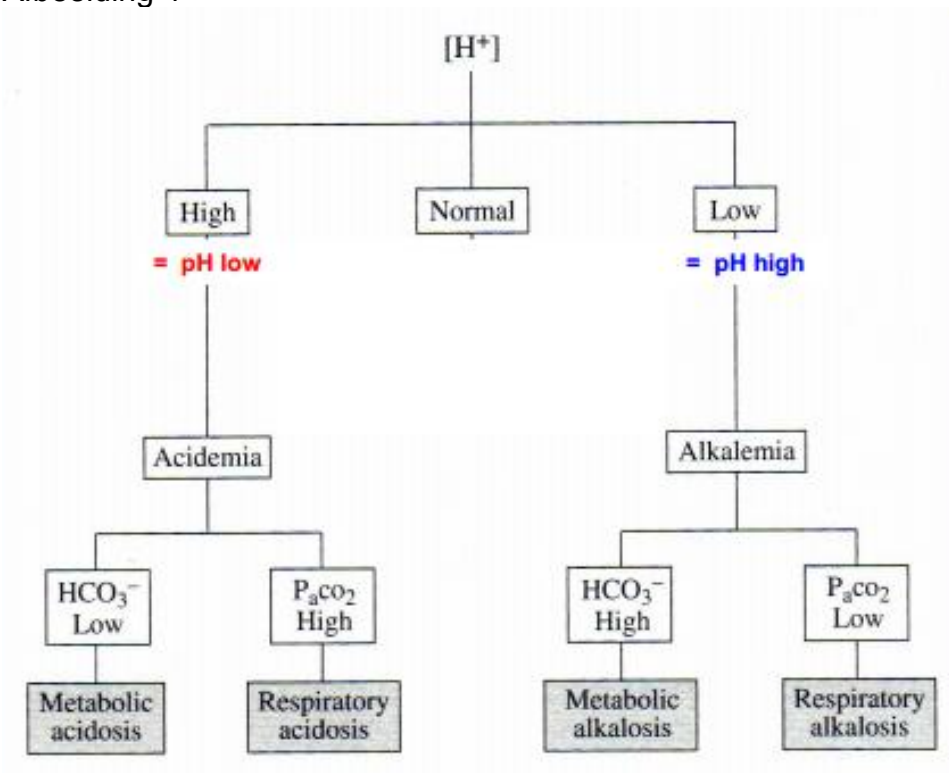 [H⁺]
High
Normal
Low
= pH low
= pH high
Acidemia
Alkalemia
HCO₃⁻
Low
PₐCO₂
High
HCO₃⁻
High
PₐCO₂
Low
Metabolic
acidosis
Respiratory
acidosis
Metabolic
alkalosis
Respiratory
alkalosis